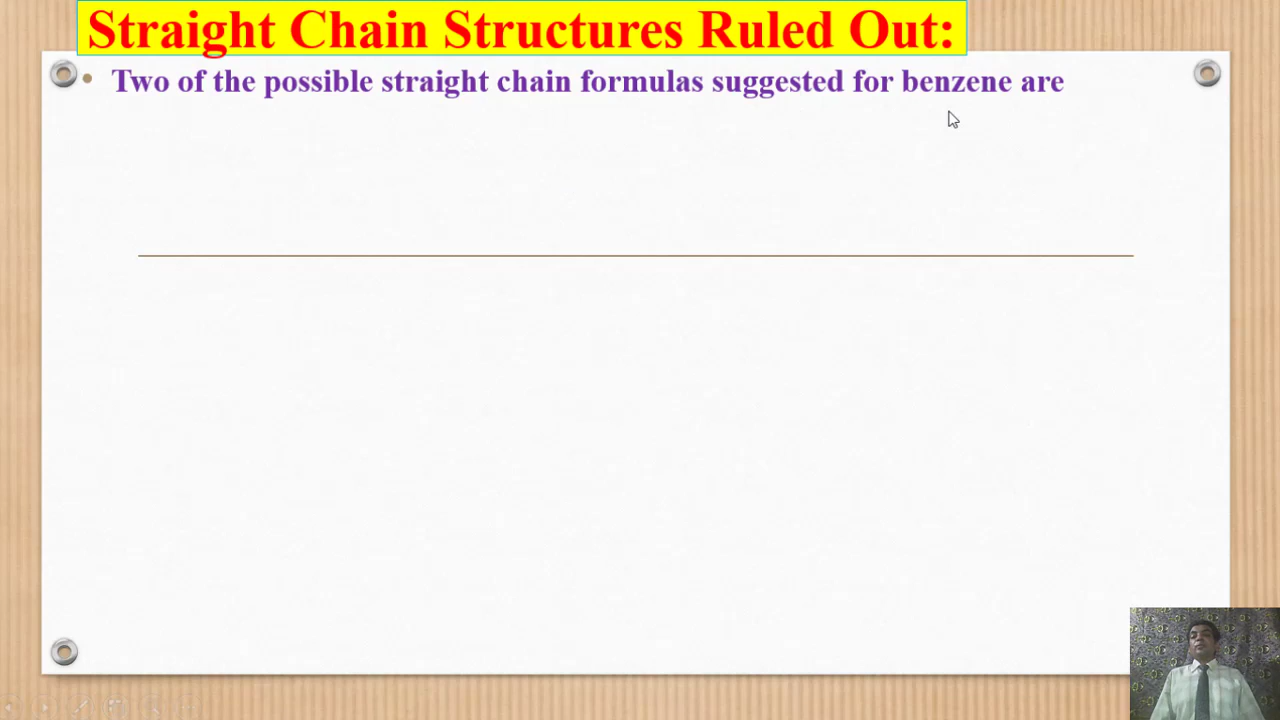 Straight Chain Structures Ruled Out:
Two of the possible straight chain formulas suggested for benzene are